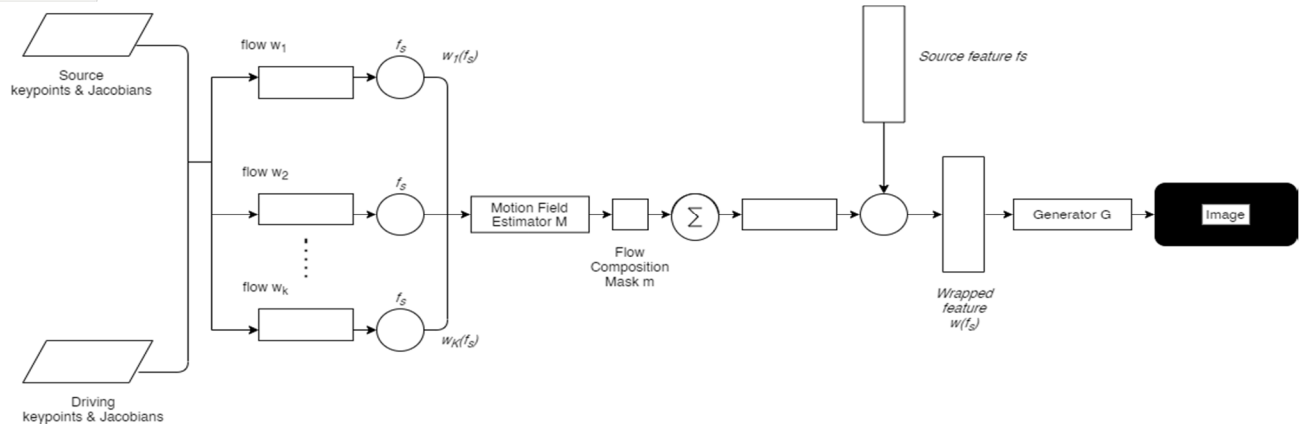 Source
keypoints & Jacobians
flow w1
fs
w1(fs)
flow w2
fs
flow wk
fs
wK(fs)
Driving
keypoints & Jacobians
Motion Field
Estimator M
Flow
Composition
Mask m
Σ
Source feature fs
Wrapped
feature
w(fs)
Generator G
Image